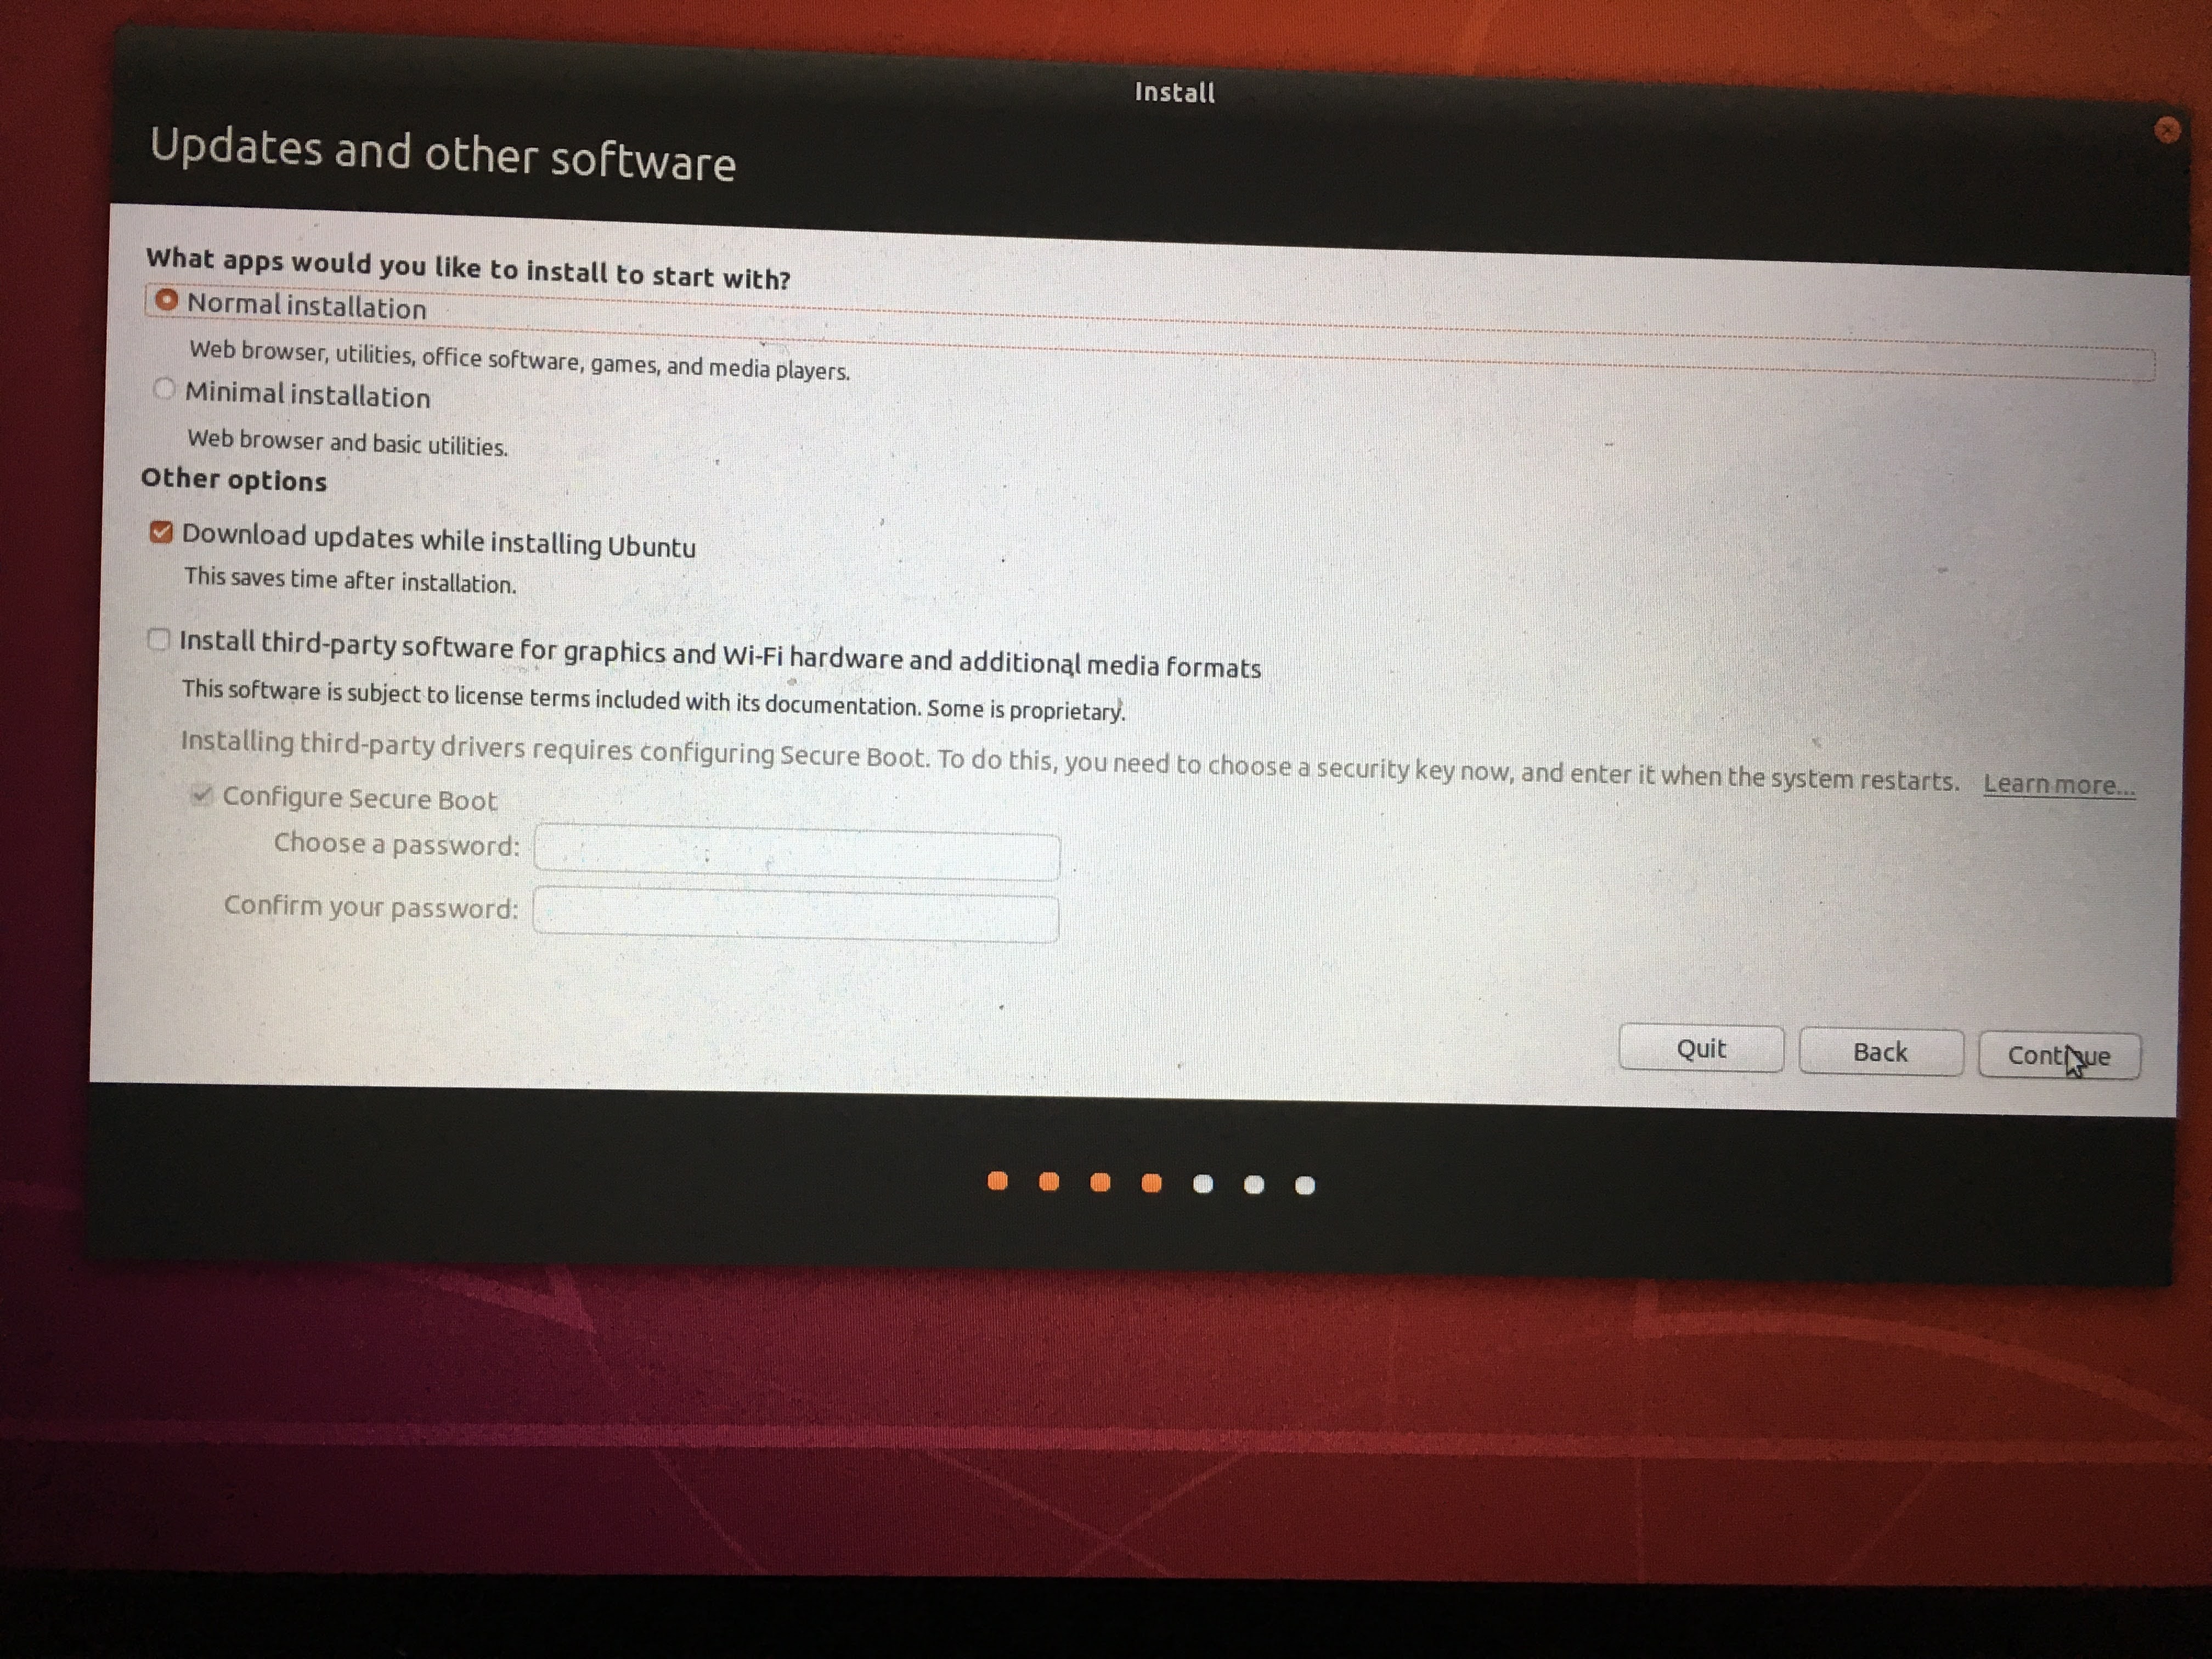 Install
Updates and other software
What apps would you like to install to start with?
Normal installation
Web browser, utilities, office software, games, and media players.
Minimal installation
Web browser and basic utilities.
Other options
Download updates while installing Ubuntu
This saves time after installation.
Install third-party software for graphics and Wi-Fi hardware and additional media formats
This software is subject to license terms included with its documentation. Some is proprietary.
Installing third-party drivers requires configuring Secure Boot. To do this, you need to choose a security key now, and enter it when the system restarts. Learn more...
Configure Secure Boot
Choose a password:
Confirm your password:
Quit Back Continue